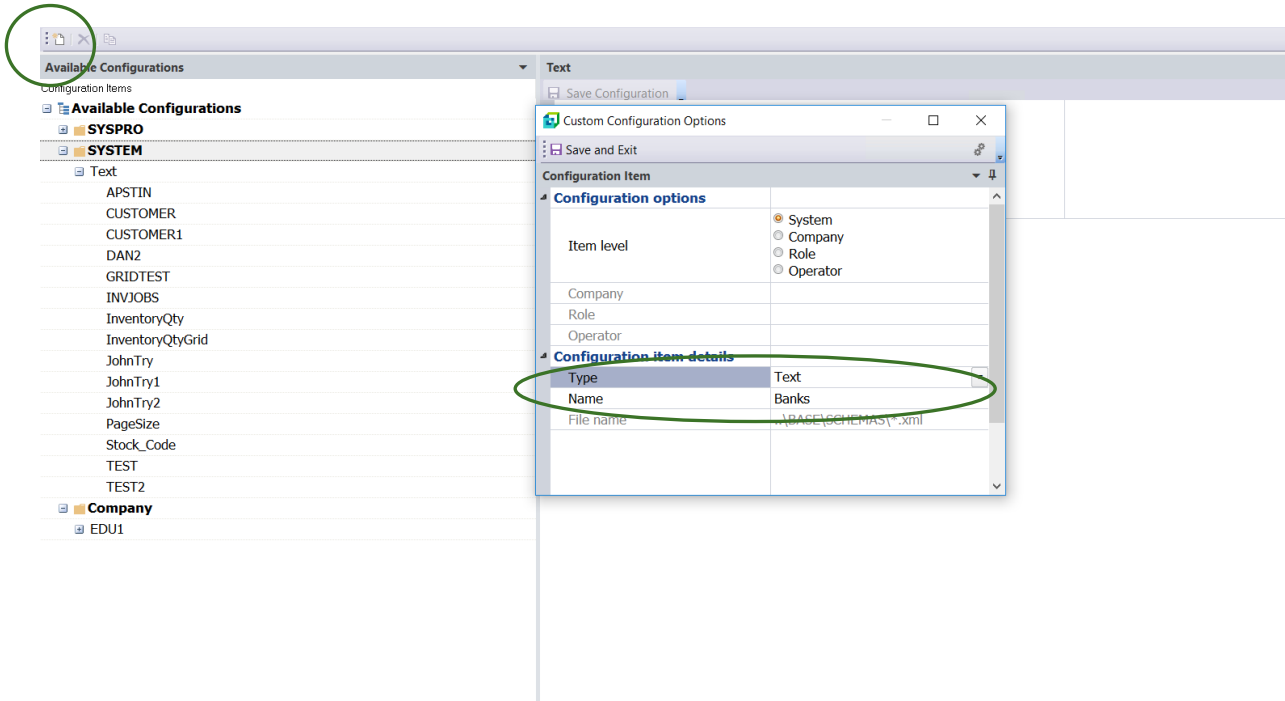 Available Configurations
Configuration Items
Available Configurations
SYSPRO
SYSTEM
Text
APSTIN
CUSTOMER
CUSTOMER1
DAN2
GRIDTEST
INVJOBS
InventoryQty
InventoryQtyGrid
JohnTry
JohnTry1
JohnTry2
PageSize
Stock_Code
TEST
TEST2
Company
EDU1
Text
Save Configuration
Custom Configuration Options
Save and Exit
Configuration Item
Configuration options
Item level
System
Company
Role
Operator
Company
Role
Operator
Configuration item details
Type Text
Name Banks
File name ..\BASE\SCHEMAS\*.xml